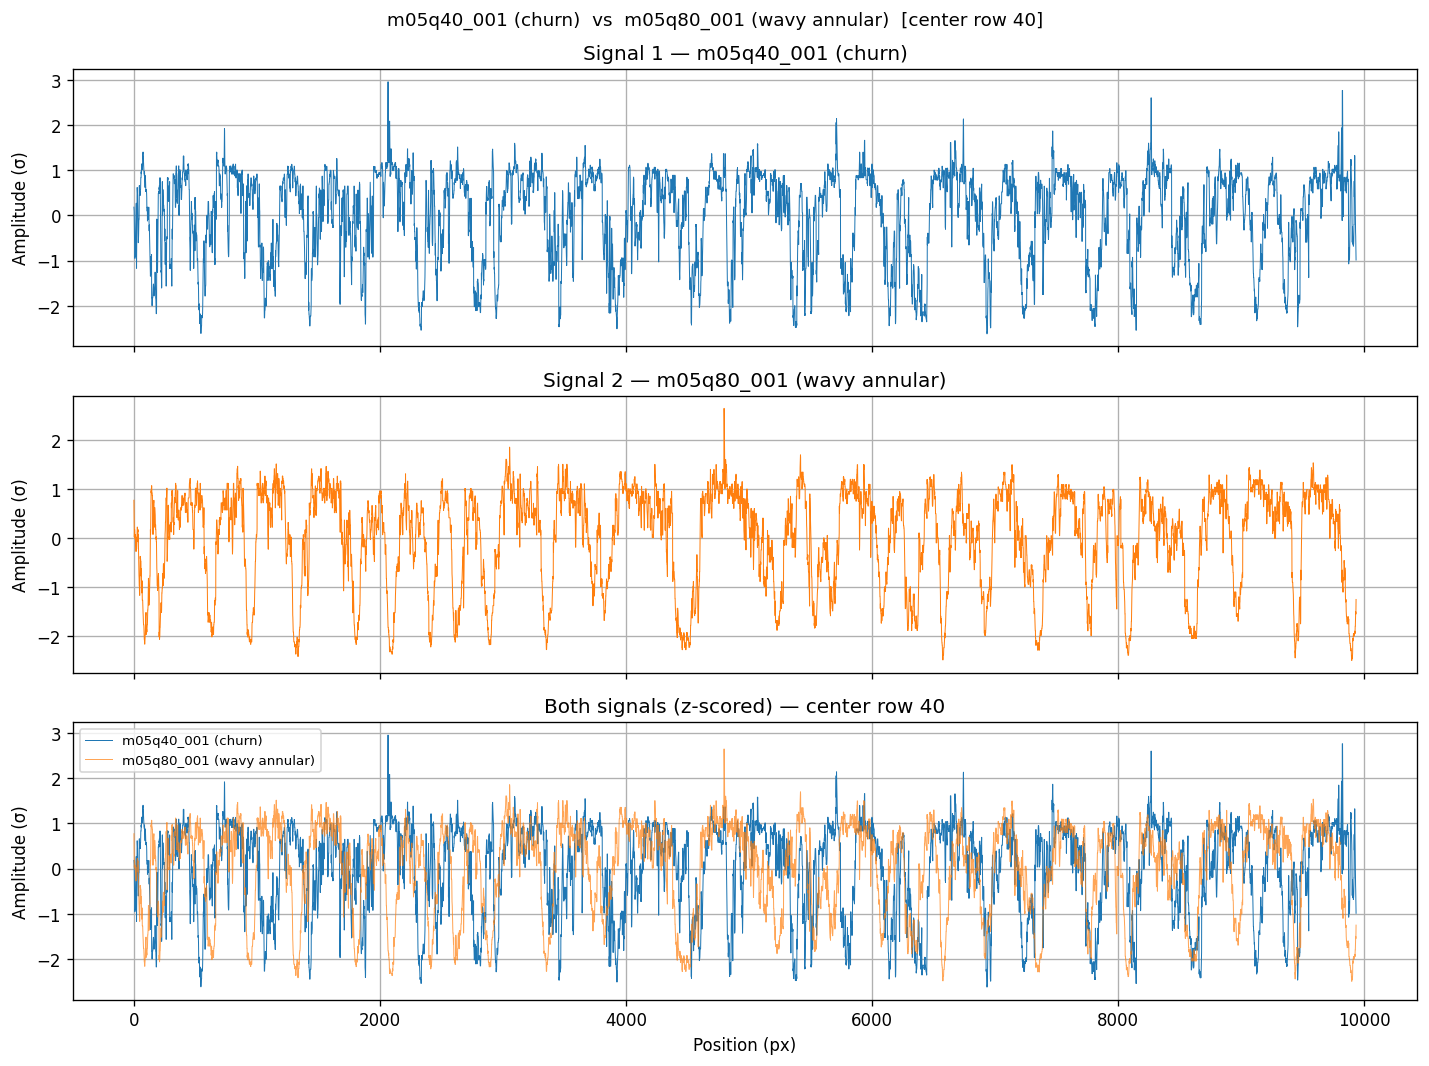 m05q40_001 (churn)  vs  m05q80_001 (wavy annular)  [center row 40]
Signal 1 — m05q40_001 (churn)
3
2
1
0
−1
−2
Amplitude (σ)
Signal 2 — m05q80_001 (wavy annular)
2
1
0
−1
−2
Amplitude (σ)
Both signals (z-scored) — center row 40
m05q40_001 (churn)
m05q80_001 (wavy annular)
3
2
1
0
−1
−2
Amplitude (σ)
0 2000 4000 6000 8000 10000
Position (px)